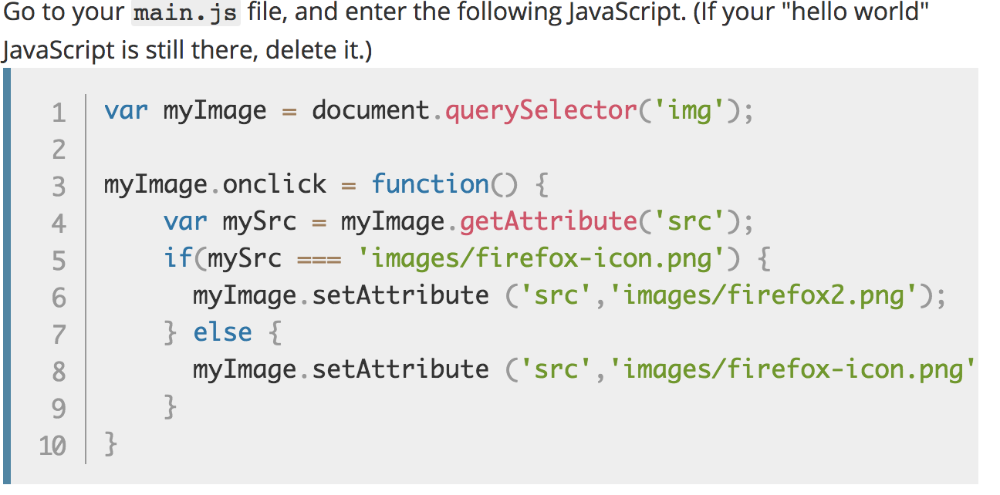 Go to your main.js file, and enter the following JavaScript. (If your "hello world"
JavaScript is still there, delete it.)
1 var myImage = document.querySelector('img');
2
3 myImage.onclick = function() {
4     var mySrc = myImage.getAttribute('src');
5     if(mySrc === 'images/firefox-icon.png') {
6       myImage.setAttribute ('src','images/firefox2.png');
7     } else {
8       myImage.setAttribute ('src','images/firefox-icon.png'
9     }
10 }